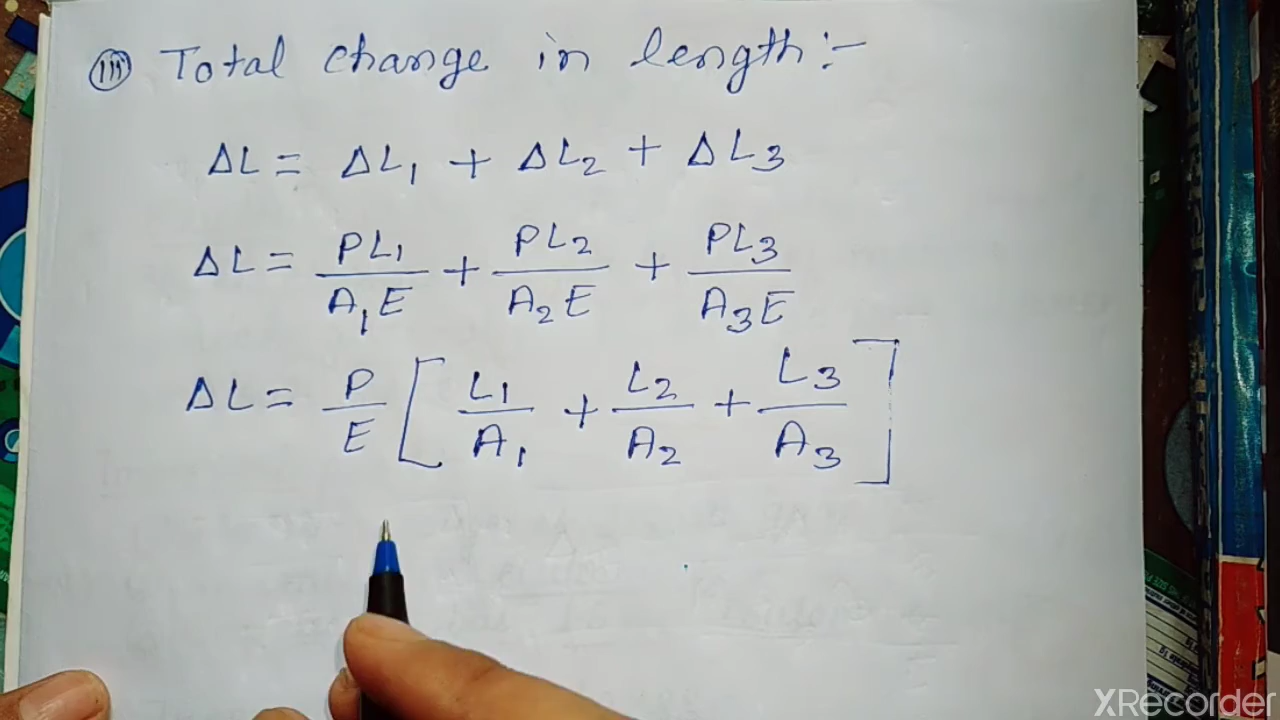 (iii) Total change in length:-
ΔL = ΔL₁ + ΔL₂ + ΔL₃
ΔL = PL₁/A₁E + PL₂/A₂E + PL₃/A₃E
ΔL = P/E [ L₁/A₁ + L₂/A₂ + L₃/A₃ ]
XRecorder